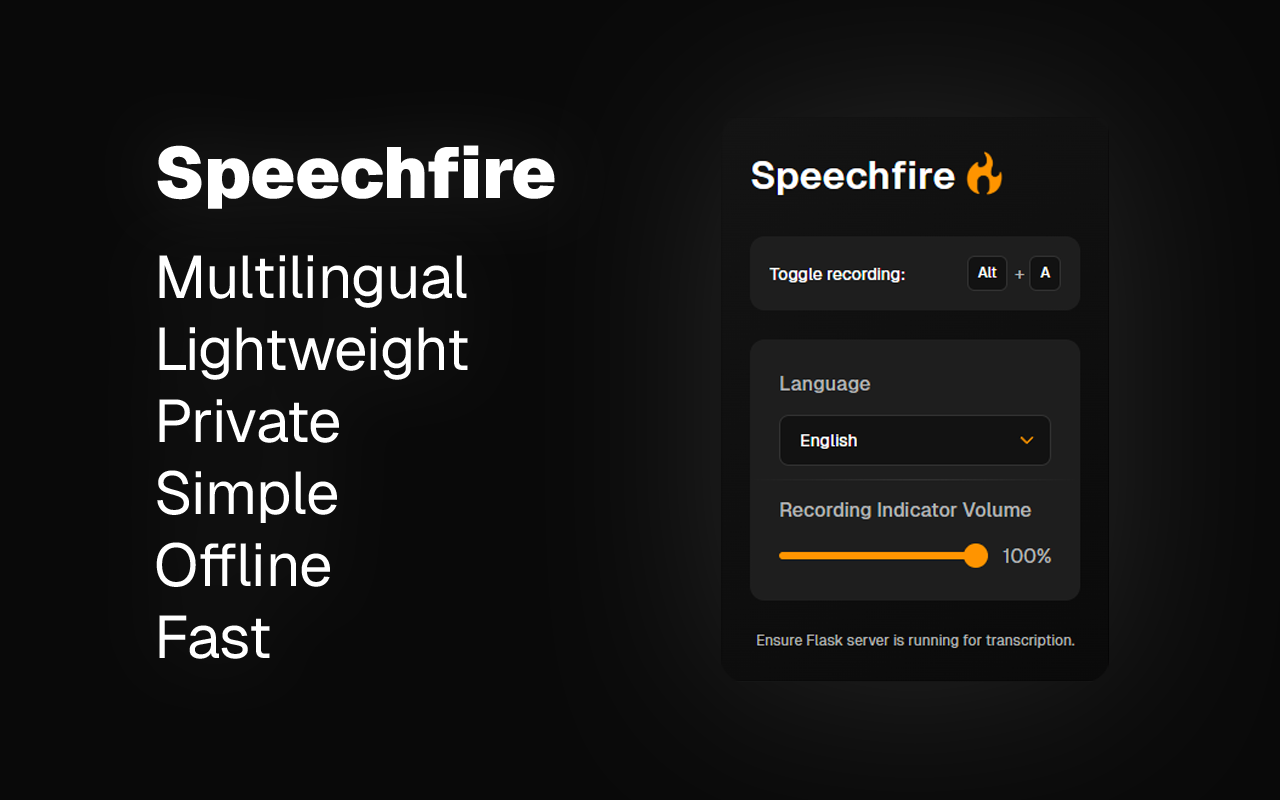 Speechfire
Multilingual
Lightweight
Private
Simple
Offline
Fast
Speechfire
Toggle recording: Alt + A
Language
English
Recording Indicator Volume
100%
Ensure Flask server is running for transcription.